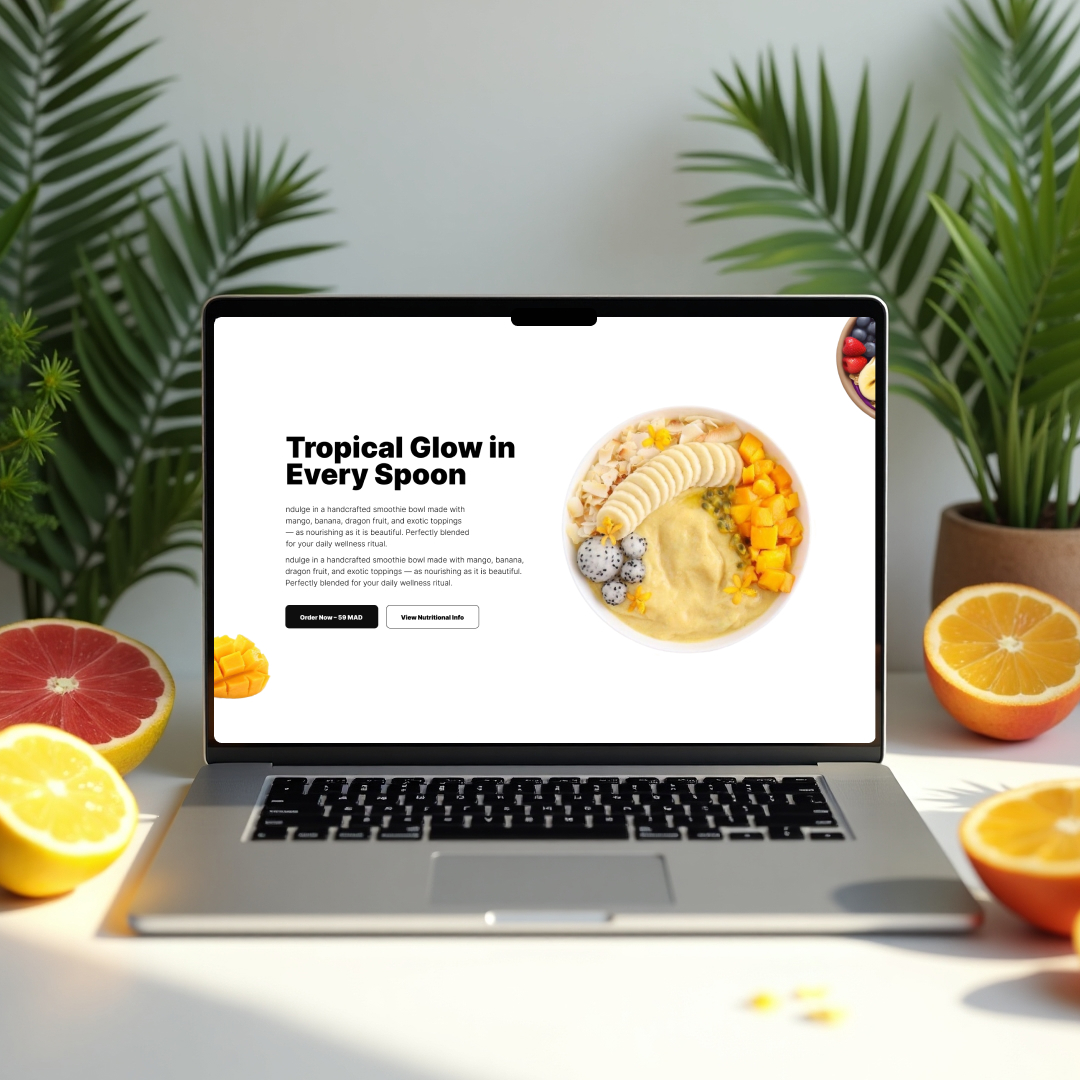 Tropical Glow in
Every Spoon
ndulge in a handcrafted smoothie bowl made with
mango, banana, dragon fruit, and exotic toppings
— as nourishing as it is beautiful. Perfectly blended
for your daily wellness ritual.
ndulge in a handcrafted smoothie bowl made with mango, banana,
dragon fruit, and exotic toppings — as nourishing as it is beautiful.
Perfectly blended for your daily wellness ritual.
Order Now – 59 MAD
View Nutritional Info